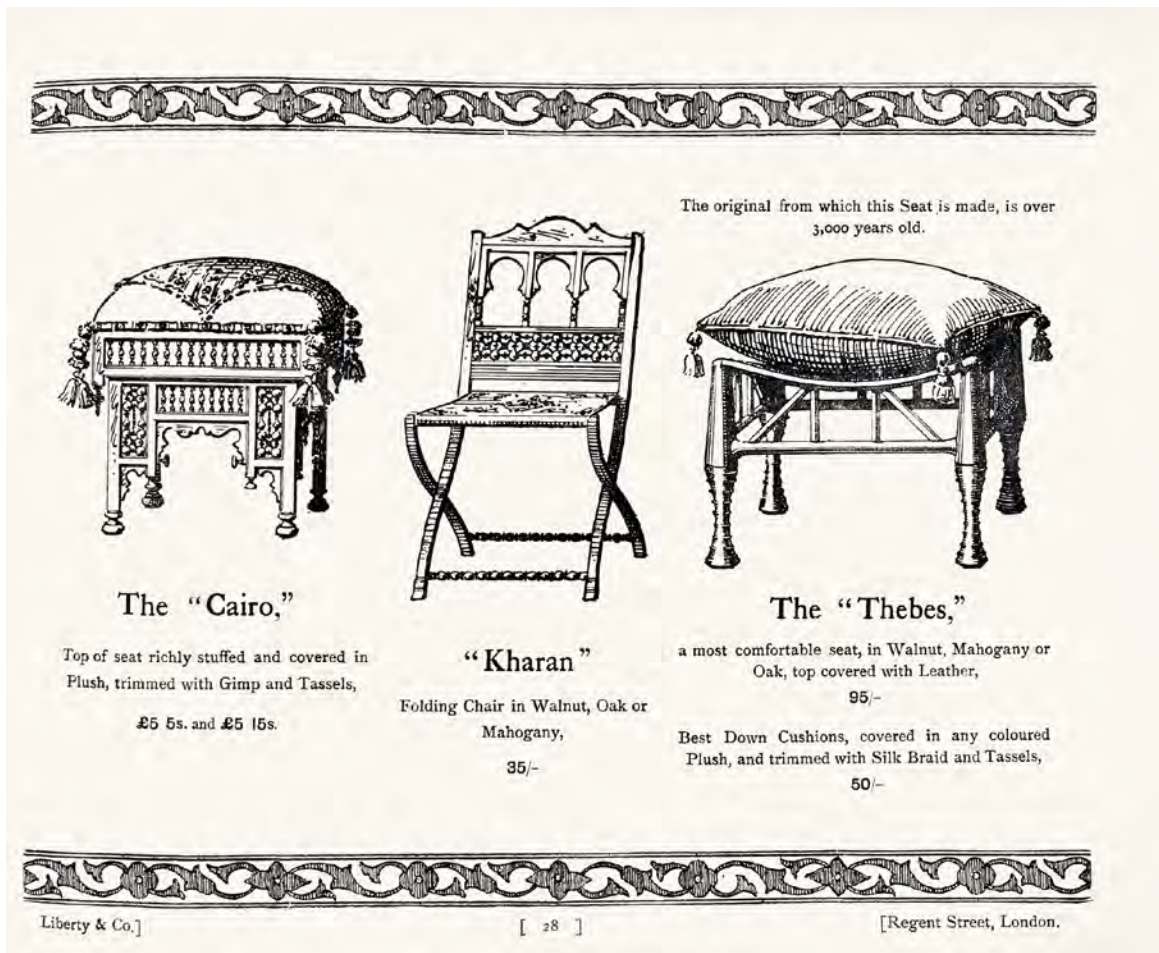 The original from which this Seat is made, is over
3,000 years old.
The “Cairo,”
Top of seat richly stuffed and covered in
Plush, trimmed with Gimp and Tassels,
£5 5s. and £5 15s.
“Kharan”
Folding Chair in Walnut, Oak or
Mahogany,
35/-
The “Thebes,”
a most comfortable seat, in Walnut, Mahogany or
Oak, top covered with Leather,
95/-
Best Down Cushions, covered in any coloured
Plush, and trimmed with Silk Braid and Tassels,
50/-
Liberty & Co.]
[ 28 ]
[Regent Street, London.